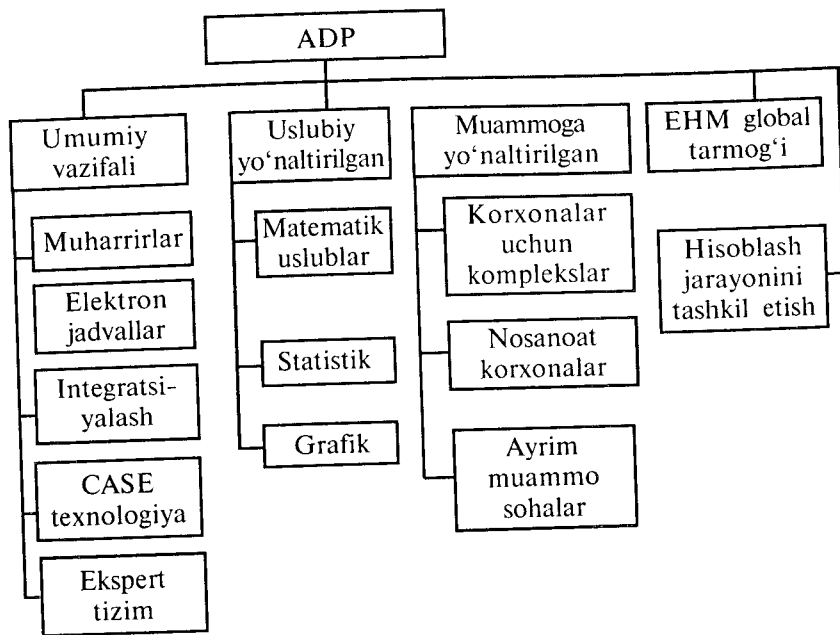 ADP
Umumiy
vazifali
Muharrirlar
Elektron
jadvallar
Integratsi-
yalash
CASE
texnologiya
Ekspert
tizim
Uslubiy
yo‘naltirilgan
Matematik
uslublar
Statistik
Grafik
Muammoga
yo‘naltirilgan
Korxonalar
uchun
komplekslar
Nosanoat
korxonalar
Ayrim
muammo
sohalar
EHM global
tarmog‘i
Hisoblash
jarayonini
tashkil etish